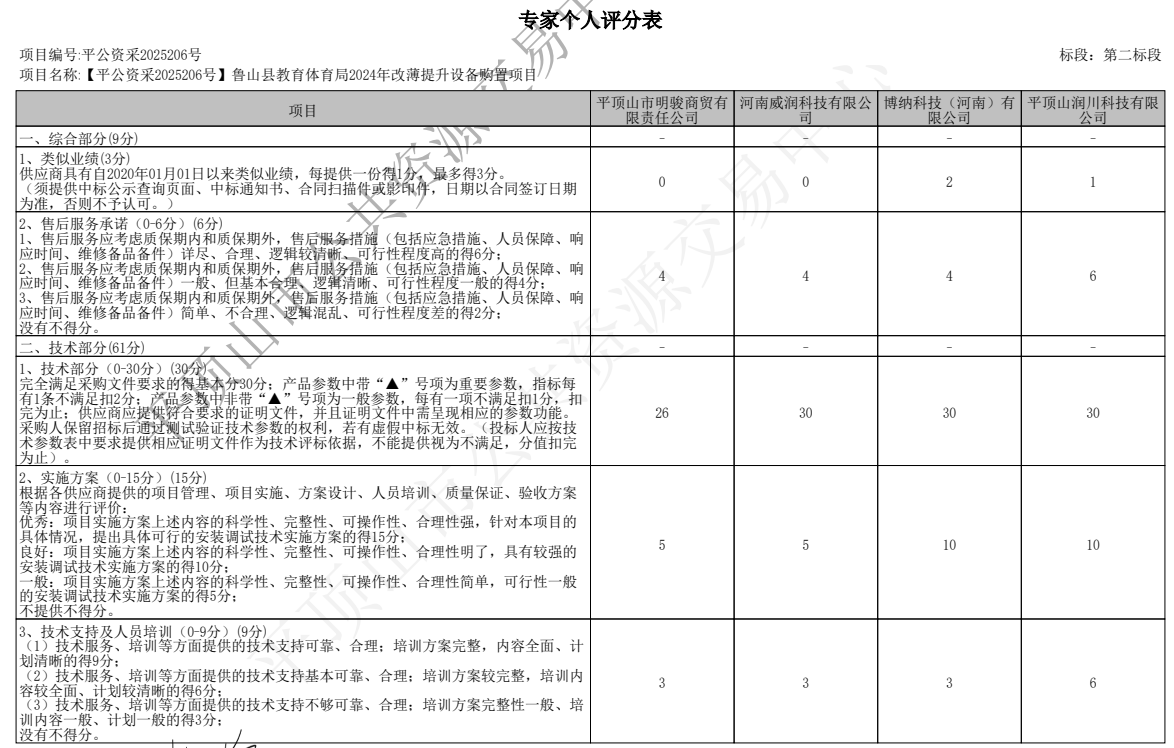 专家个人评分表
项目编号:平公资采2025206号
标段：第二标段
项目名称:【平公资采2025206号】鲁山县教育体育局2024年改薄提升设备购置项目
项目
平顶山市明骏商贸有
限责任公司
河南威润科技有限公
司
博纳科技（河南）有
限公司
平顶山润川科技有限
公司
一、综合部分(9分)
-
-
-
-
1、类似业绩(3分)
供应商具有自2020年01月01日以来类似业绩，每提供一份得1分，最多得3分。
（须提供中标公示查询页面、中标通知书、合同扫描件或影印件，日期以合同签订日期
为准，否则不予认可。）
0
0
2
1
2、售后服务承诺（0-6分）(6分)
1、售后服务应考虑质保期内和质保期外，售后服务措施（包括应急措施、人员保障、响
应时间、维修备品备件）详尽、合理、逻辑较清晰、可行性程度高的得6分；
2、售后服务应考虑质保期内和质保期外，售后服务措施（包括应急措施、人员保障、响
应时间、维修备品备件）一般、但基本合理、逻辑清晰、可行性程度一般的得4分；
3、售后服务应考虑质保期内和质保期外，售后服务措施（包括应急措施、人员保障、响
应时间、维修备品备件）简单、不合理、逻辑混乱、可行性程度差的得2分；
没有不得分。
4
4
4
6
二、技术部分(61分)
-
-
-
-
1、技术部分（0-30分）(30分)
完全满足采购文件要求的得基本分30分；产品参数中带“▲”号项为重要参数，指标每
有1条不满足扣2分；产品参数中非带“▲”号项为一般参数，每有一项不满足扣1分，扣
完为止；供应商应提供符合要求的证明文件，并且证明文件中需呈现相应的参数功能。
采购人保留招标后通过测试验证技术参数的权利，若有虚假中标无效。（投标人应按技
术参数表中要求提供相应证明文件作为技术评标依据，不能提供视为不满足，分值扣完
为止）。
26
30
30
30
2、实施方案（0-15分）(15分)
根据各供应商提供的项目管理、项目实施、方案设计、人员培训、质量保证、验收方案
等内容进行评价：
优秀：项目实施方案上述内容的科学性、完整性、可操作性、合理性强，针对本项目的
具体情况，提出具体可行的安装调试技术实施方案的得15分；
良好：项目实施方案上述内容的科学性、完整性、可操作性、合理性明了，具有较强的
安装调试技术实施方案的得10分；
一般：项目实施方案上述内容的科学性、完整性、可操作性、合理性简单，可行性一般
的安装调试技术实施方案的得5分；
不提供不得分。
5
5
10
10
3、技术支持及人员培训（0-9分）(9分)
（1）技术服务、培训等方面提供的技术支持可靠、合理；培训方案完整，内容全面、计
划清晰的得9分；
（2）技术服务、培训等方面提供的技术支持基本可靠、合理；培训方案较完整，培训内
容较全面、计划较清晰的得6分；
（3）技术服务、培训等方面提供的技术支持不够可靠、合理；培训方案完整性一般、培
训内容一般、计划一般的得3分；
没有不得分。
3
3
3
6
平顶山市公共资源交易中
平顶山市公共资源交易中心